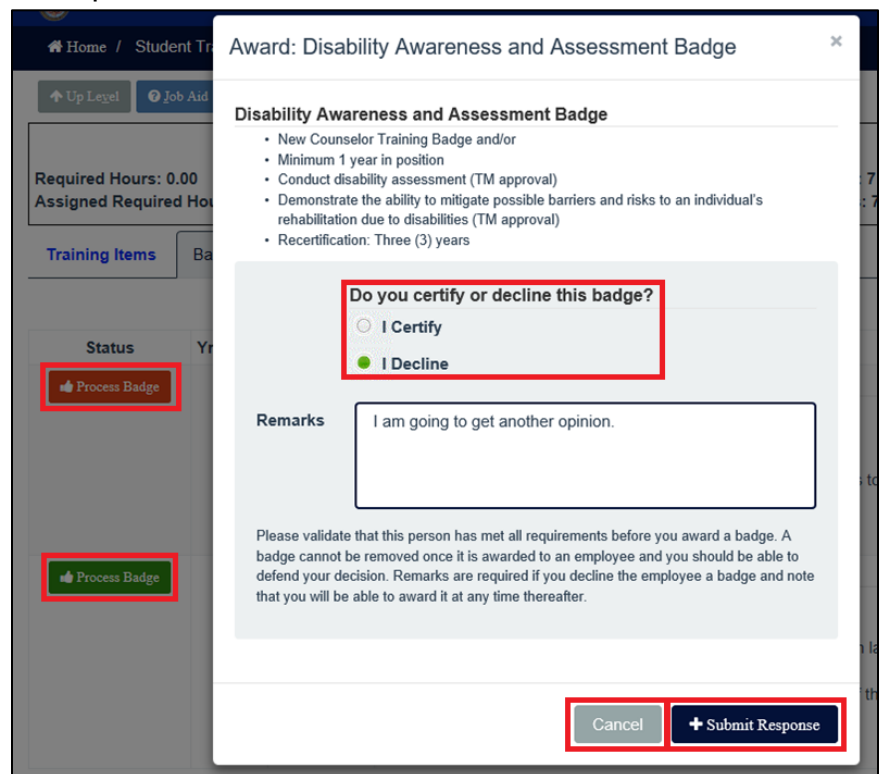 Home / Student Tr
Award: Disability Awareness and Assessment Badge
×
Up Level
Job Aid
Disability Awareness and Assessment Badge
• New Counselor Training Badge and/or
• Minimum 1 year in position
• Conduct disability assessment (TM approval)
• Demonstrate the ability to mitigate possible barriers and risks to an individual's
rehabilitation due to disabilities (TM approval)
• Recertification: Three (3) years
Required Hours: 0.00
: 7
Assigned Required Hou
: 7
Training Items
Ba
Do you certify or decline this badge?
I Certify
I Decline
Status
Yr
Process Badge
Remarks
I am going to get another opinion.
s to
Please validate that this person has met all requirements before you award a badge. A
badge cannot be removed once it is awarded to an employee and you should be able to
defend your decision. Remarks are required if you decline the employee a badge and note
that you will be able to award it at any time thereafter.
Process Badge
n la
f th
Cancel
+ Submit Response